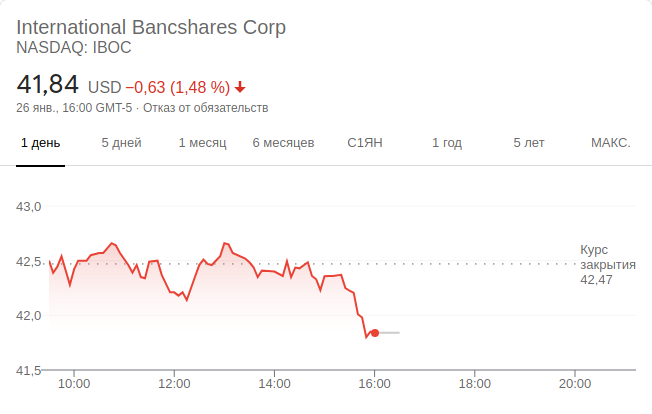 International Bancshares Corp
NASDAQ: IBOC
41,84 USD −0,63 (1,48 %)
26 янв., 16:00 GMT-5 · Отказ от обязательств
1 день 5 дней 1 месяц 6 месяцев С1ЯН 1 год 5 лет МАКС.
43,0
42,5
42,0
41,5
Курс
закрытия
42,47
10:00 12:00 14:00 16:00 18:00 20:00